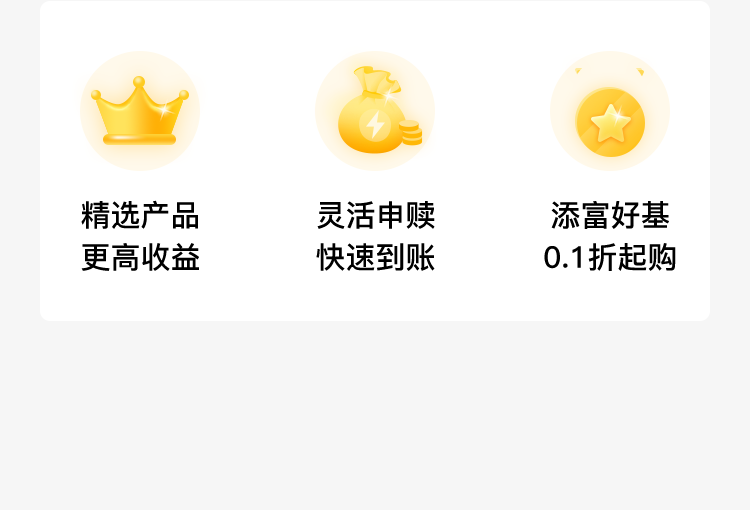 精选产品
更高收益
灵活申赎
快速到账
添富好基
0.1折起购